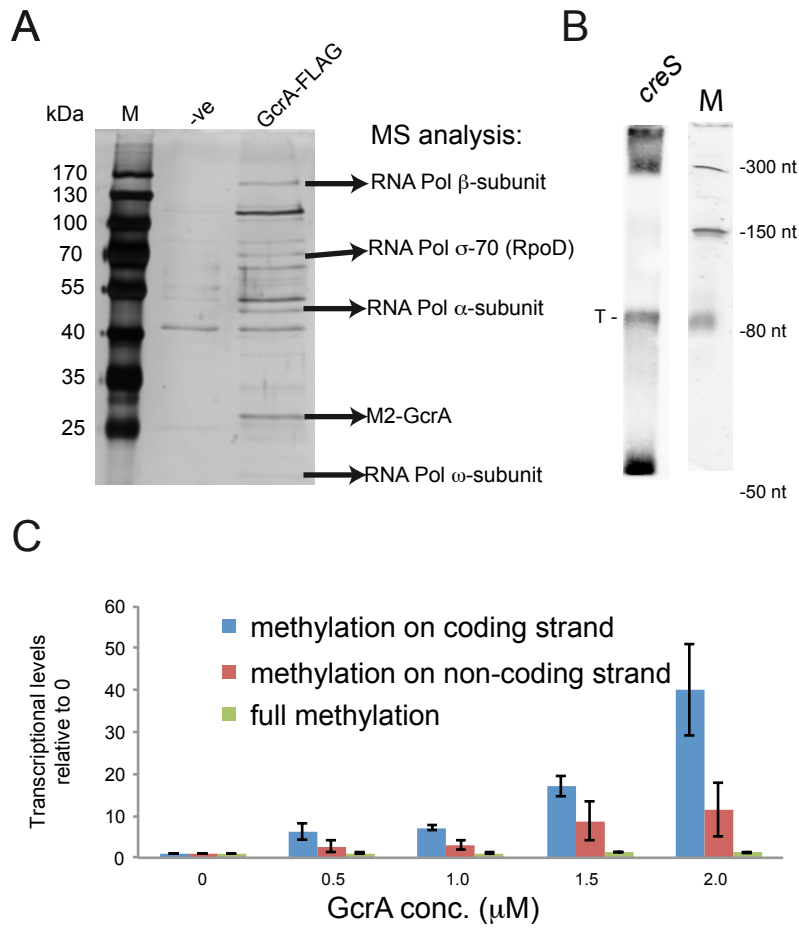 A
kDa
M
-ve
GcrA-FLAG
MS analysis:
170
130
100
70
55
40
35
25
RNA Pol β-subunit
RNA Pol σ-70 (RpoD)
RNA Pol α-subunit
M2-GcrA
RNA Pol ω-subunit
B
creS
M
-300 nt
-150 nt
T -
-80 nt
-50 nt
C
Transcriptional levels
relative to 0
60
50
40
30
20
10
0
methylation on coding strand
methylation on non-coding strand
full methylation
0
0.5
1.0
1.5
2.0
GcrA conc. (μM)